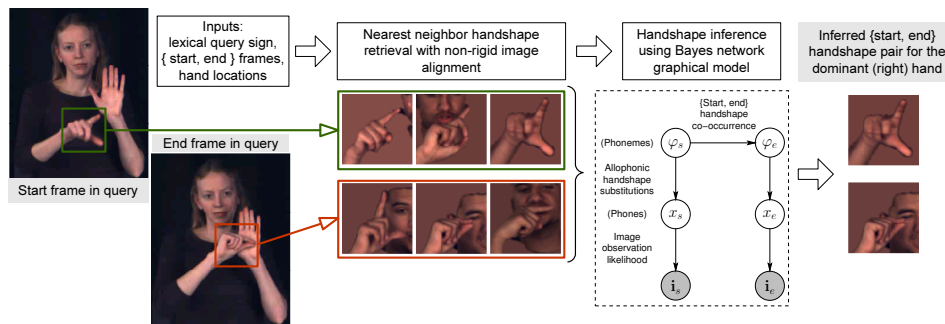 Inputs:
lexical query sign,
{ start, end } frames,
hand locations
Nearest neighbor handshape
retrieval with non-rigid image
alignment
Handshape inference
using Bayes network
graphical model
Inferred {start, end}
handshape pair for the
dominant (right) hand
Start frame in query
End frame in query
{Start, end}
handshape
co-occurrence
(Phonemes)
φs
φe
Allophonic
handshape
substitutions
(Phones)
xs
xe
Image
observation
likelihood
is
ie